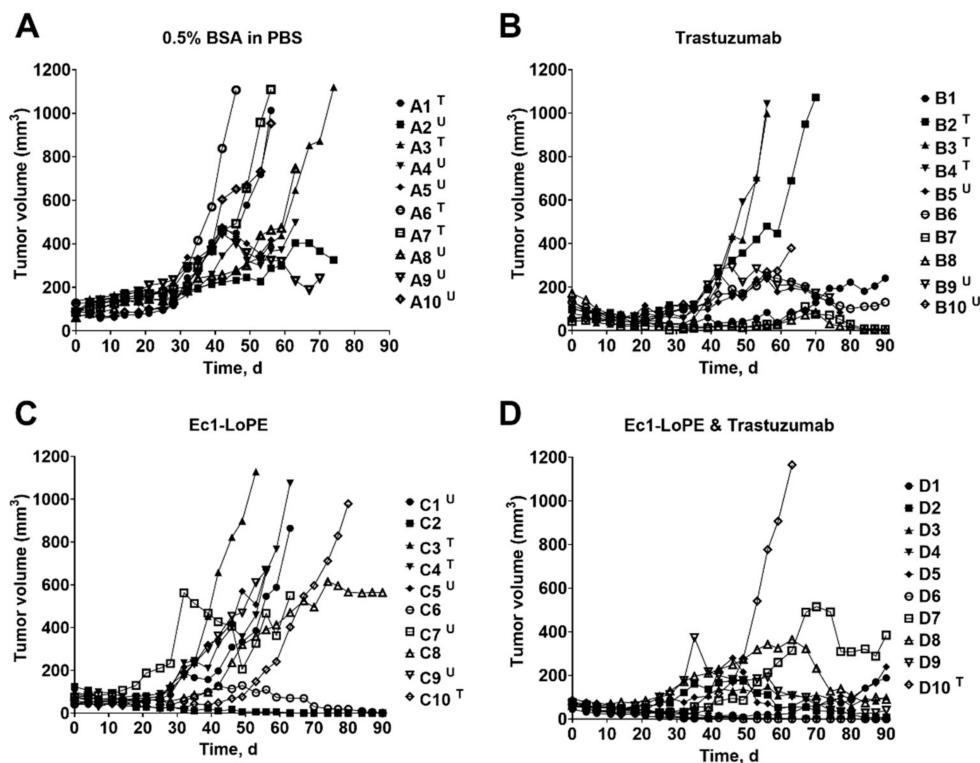 A
0.5% BSA in PBS
Tumor volume (mm³)
1200
1000
800
600
400
200
0
0 10 20 30 40 50 60 70 80 90
Time, d
A1 T
A2 U
A3 T
A4 U
A5 U
A6 T
A7 T
A8 U
A9 U
A10 U
B
Trastuzumab
Tumor volume (mm³)
1200
1000
800
600
400
200
0
0 10 20 30 40 50 60 70 80 90
Time, d
B1
B2 T
B3 T
B4 T
B5 U
B6
B7
B8
B9 U
B10 U
C
Ec1-LoPE
Tumor volume (mm³)
1200
1000
800
600
400
200
0
0 10 20 30 40 50 60 70 80 90
Time, d
C1 U
C2
C3 T
C4 T
C5 U
C6
C7 U
C8
C9 U
C10 T
D
Ec1-LoPE & Trastuzumab
Tumor volume (mm³)
1200
1000
800
600
400
200
0
0 10 20 30 40 50 60 70 80 90
Time, d
D1
D2
D3
D4
D5
D6
D7
D8
D9
D10 T